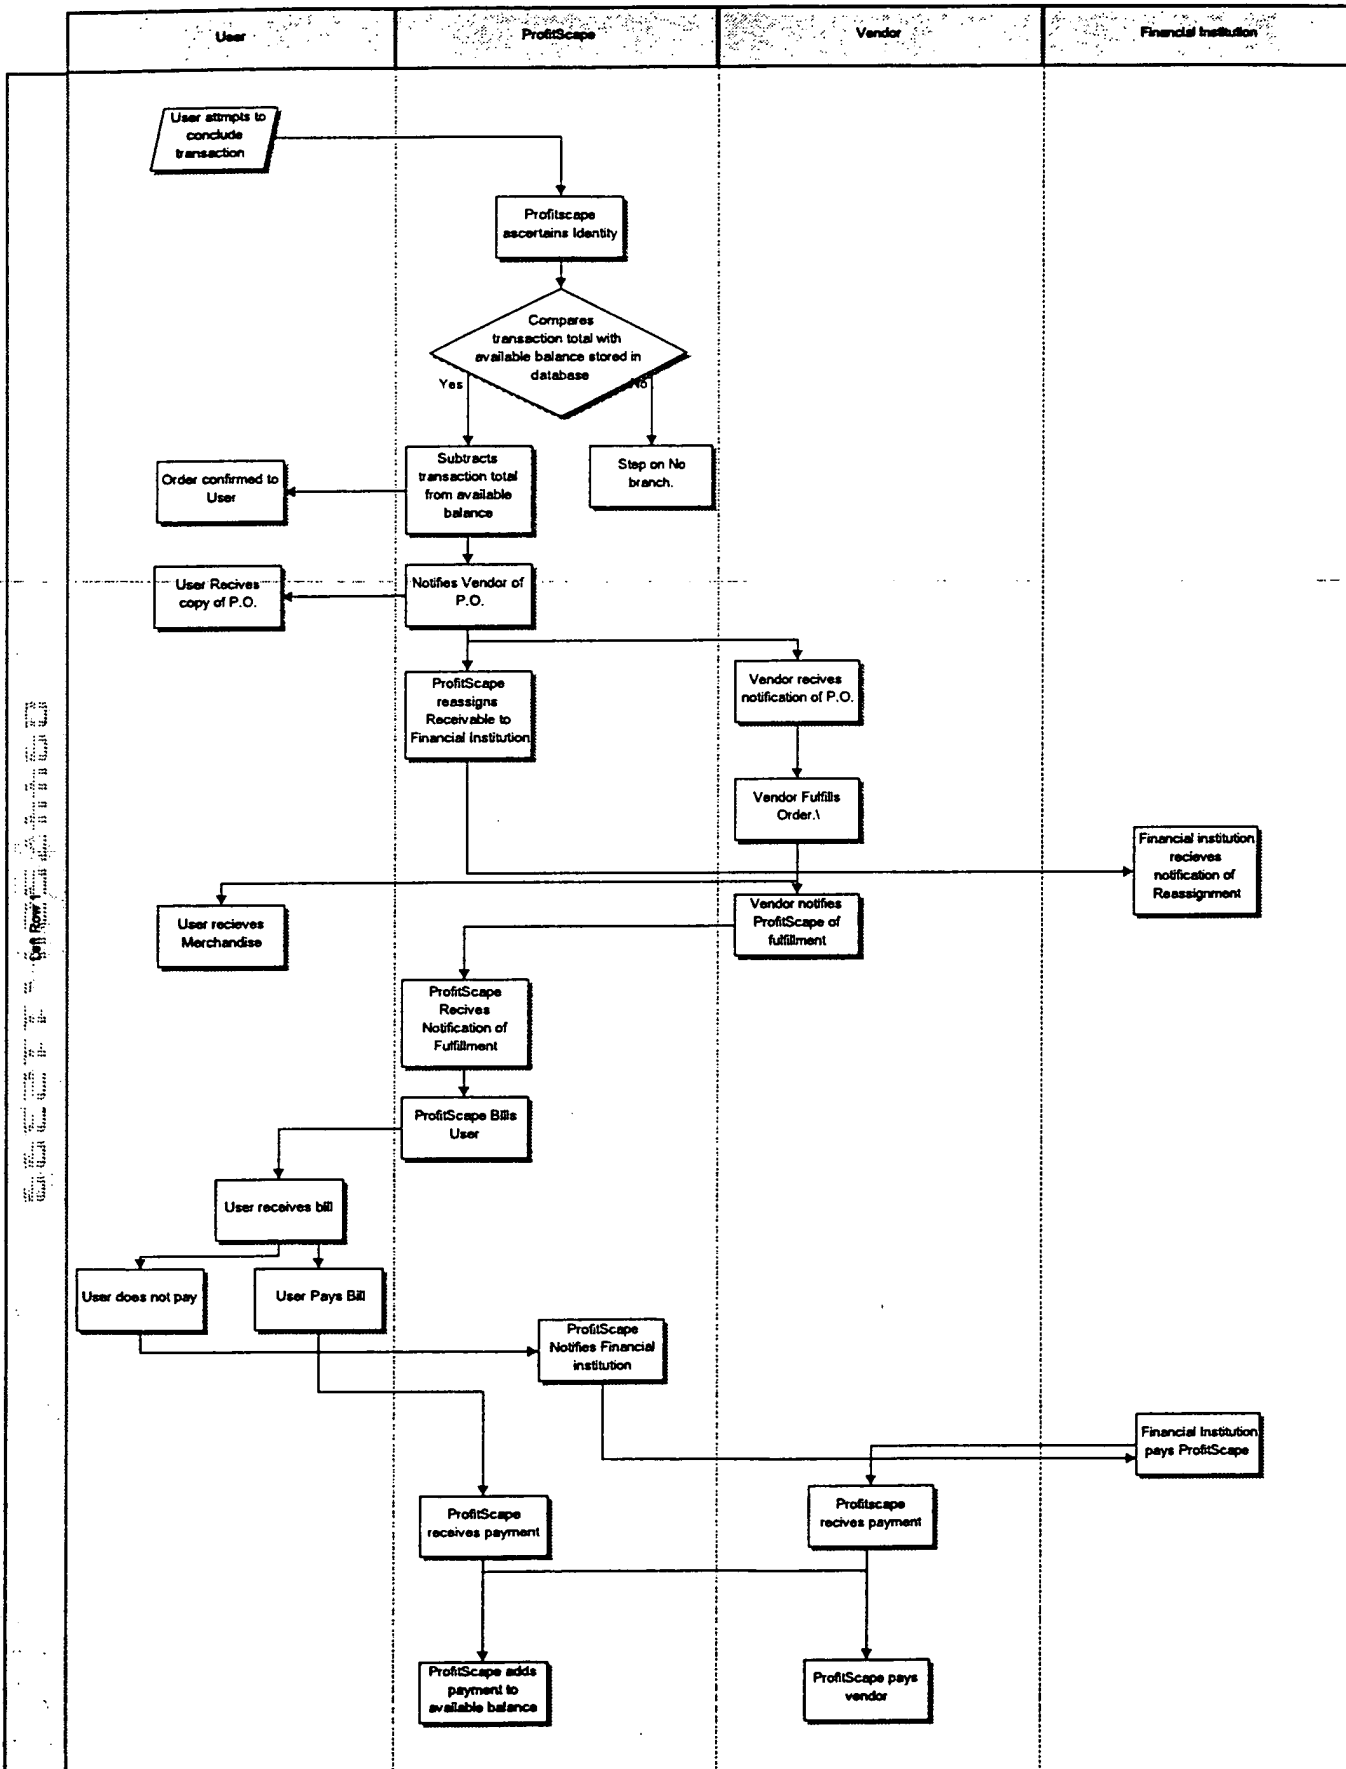 User
ProfitScape
Vendor
Financial Institution
User attmpts to
conclude
transaction
Profitscape
ascertains Identity
Compares
transaction total with
available balance stored in
database
Yes
No
Subtracts
transaction total
from available
balance
Step on No
branch.
Order confirmed to
User
User Recives
copy of P.O.
Notifies Vendor of
P.O.
ProfitScape
reassigns
Receivable to
Financial Institution
Vendor recives
notification of P.O.
Vendor Fulfills
Order.\
Financial institution
recieves
notification of
Reassignment
User recieves
Merchandise
Vendor notifies
ProfitScape of
fulfillment
ProfitScape
Recives
Notification of
Fulfillment
ProfitScape Bills
User
User receives bill
User does not pay
User Pays Bill
ProfitScape
Notifies Financial
institution
Financial Institution
pays ProfitScape
ProfitScape
receives payment
Profitscape
recives payment
ProfitScape adds
payment to
available balance
ProfitScape pays
vendor
Row 1